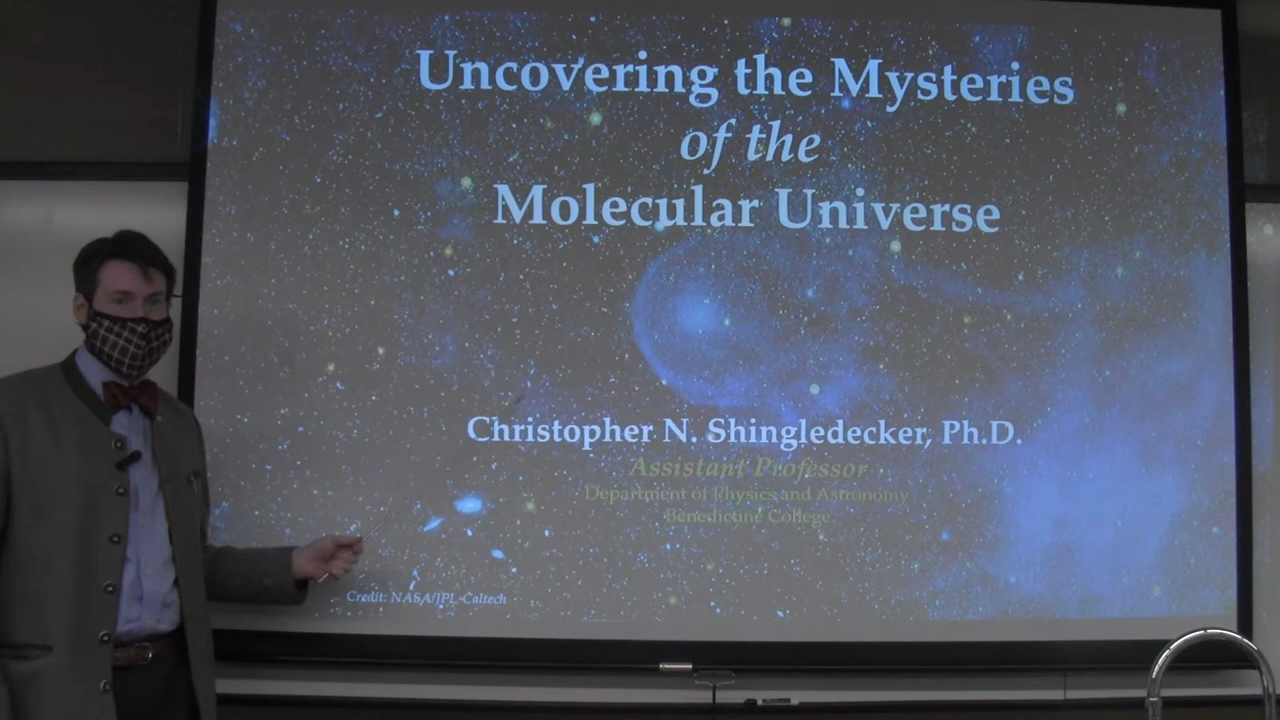 Uncovering the Mysteries
of the
Molecular Universe
Christopher N. Shingledecker, Ph.D.
Assistant Professor
Department of Physics and Astronomy
Benedictine College
Credit: NASA/JPL-Caltech